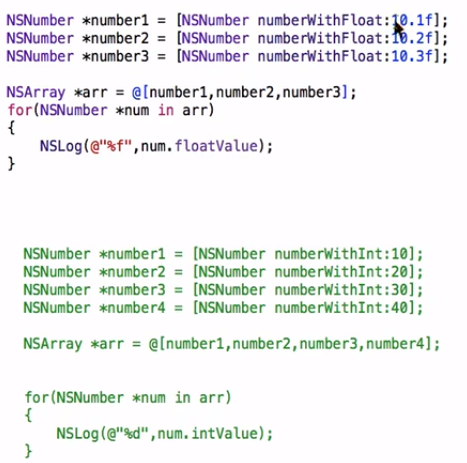 NSNumber *number1 = [NSNumber numberWithFloat:10.1f];
NSNumber *number2 = [NSNumber numberWithFloat:10.2f];
NSNumber *number3 = [NSNumber numberWithFloat:10.3f];
NSArray *arr = @[number1,number2,number3];
for(NSNumber *num in arr)
{
NSLog(@"%f",num.floatValue);
}
NSNumber *number1 = [NSNumber numberWithInt:10];
NSNumber *number2 = [NSNumber numberWithInt:20];
NSNumber *number3 = [NSNumber numberWithInt:30];
NSNumber *number4 = [NSNumber numberWithInt:40];
NSArray *arr = @[number1,number2,number3,number4];
for(NSNumber *num in arr)
{
NSLog(@"%d",num.intValue);
}